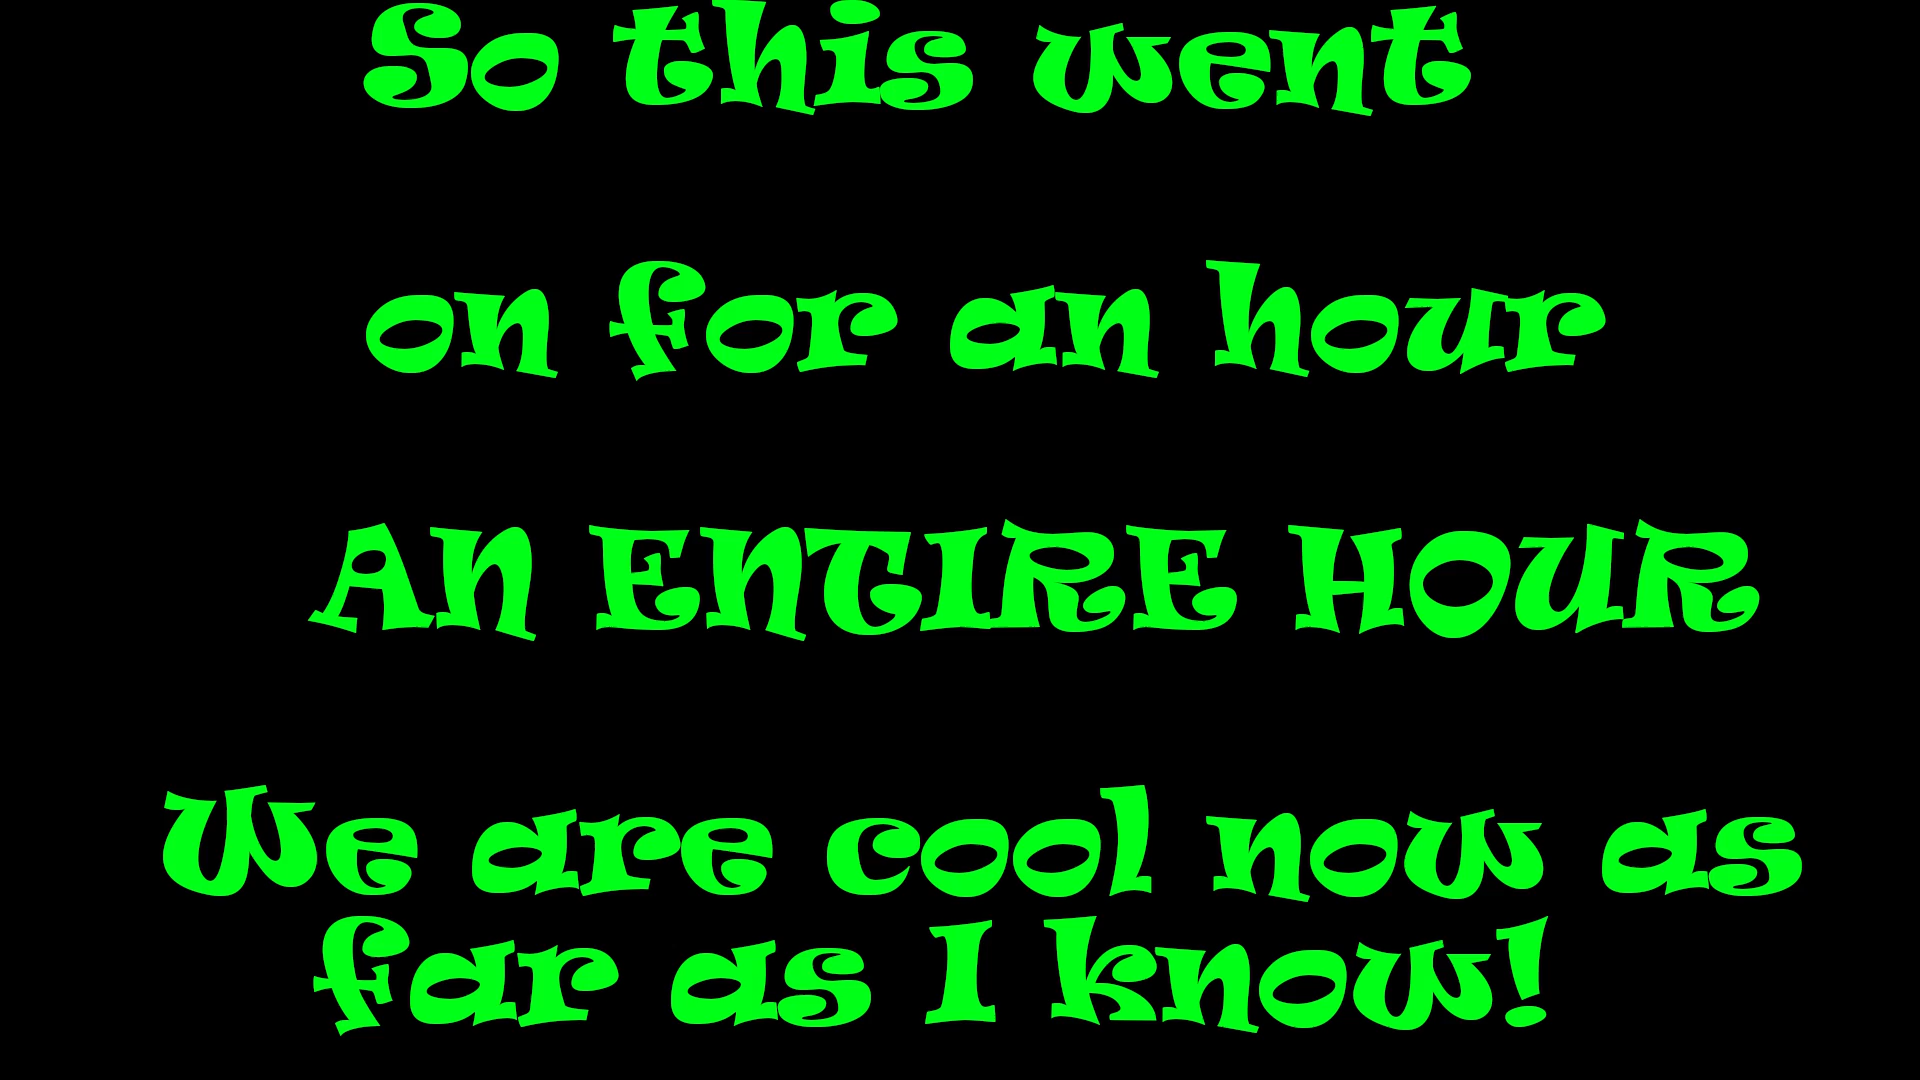 So this went
on for an hour
AN ENTIRE HOUR
We are cool now as
far as I know!